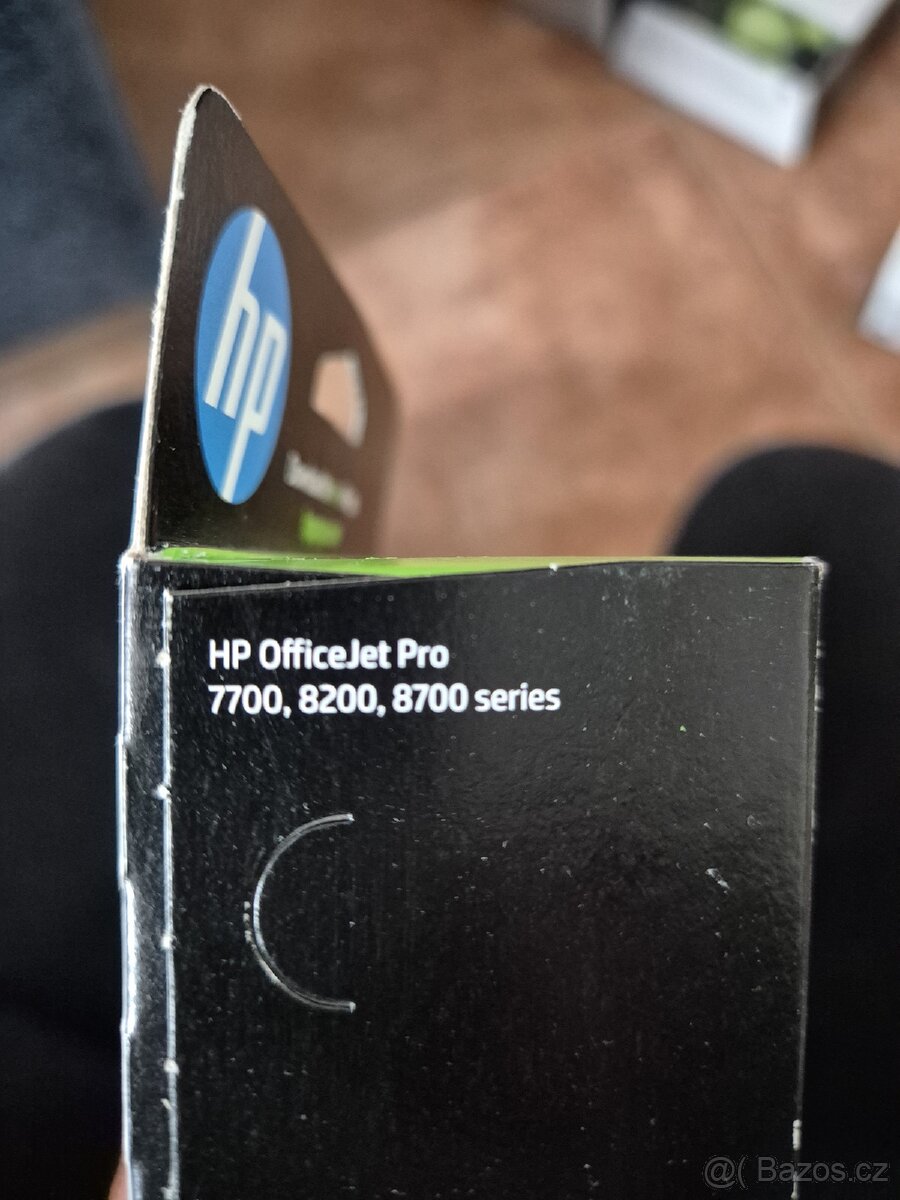 hp
HP OfficeJet Pro
7700, 8200, 8700 series
@( Bazos.cz